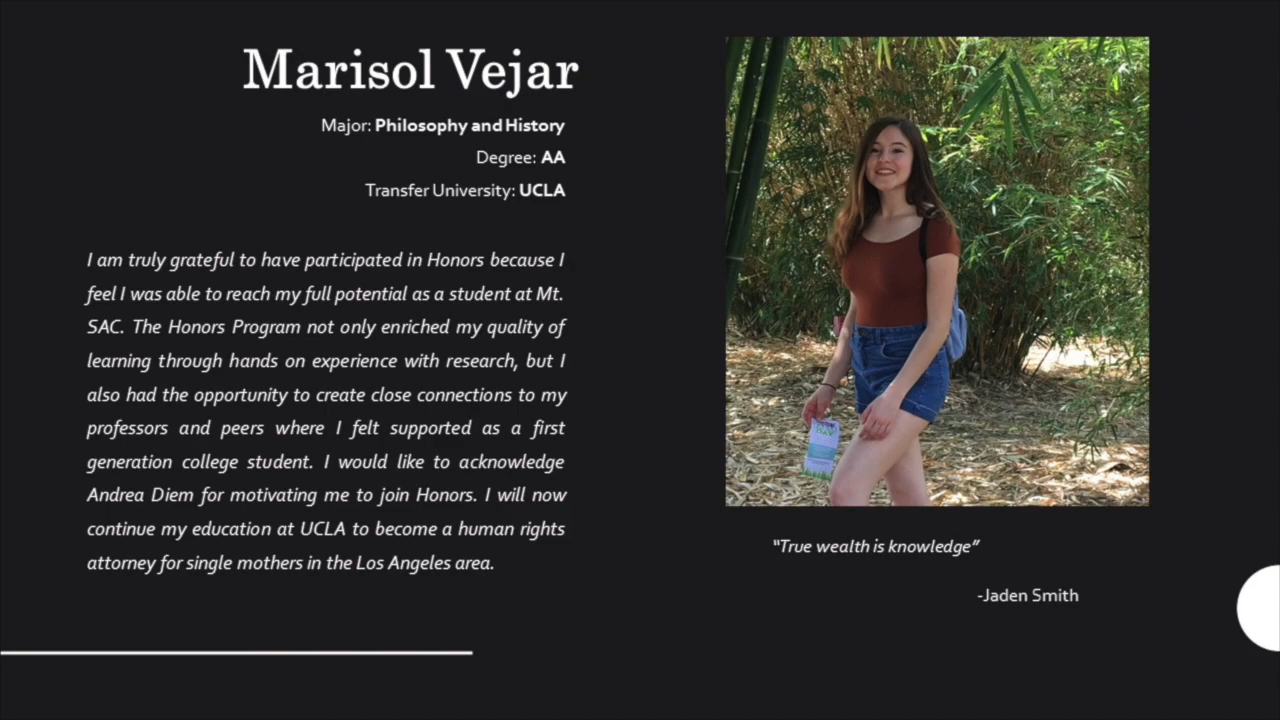 Marisol Vejar
Major: Philosophy and History
Degree: AA
Transfer University: UCLA
I am truly grateful to have participated in Honors because I
feel I was able to reach my full potential as a student at Mt.
SAC. The Honors Program not only enriched my quality of
learning through hands on experience with research, but I
also had the opportunity to create close connections to my
professors and peers where I felt supported as a first
generation college student. I would like to acknowledge
Andrea Diem for motivating me to join Honors. I will now
continue my education at UCLA to become a human rights
attorney for single mothers in the Los Angeles area.
“True wealth is knowledge”
-Jaden Smith